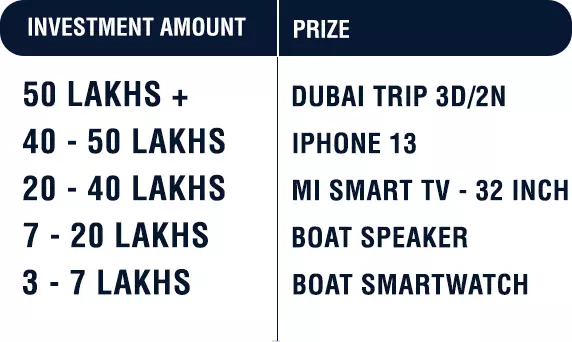 INVESTMENT AMOUNT PRIZE
50 LAKHS + DUBAI TRIP 3D/2N
40 - 50 LAKHS IPHONE 13
20 - 40 LAKHS MI SMART TV - 32 INCH
7 - 20 LAKHS BOAT SPEAKER
3 - 7 LAKHS BOAT SMARTWATCH